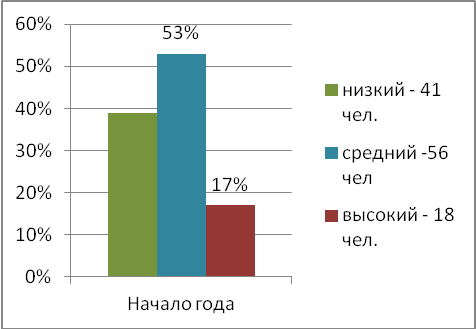 60%
50%
40%
30%
20%
10%
0%
53%
17%
Начало года
низкий - 41
чел.
средний -56
чел
высокий - 18
чел.